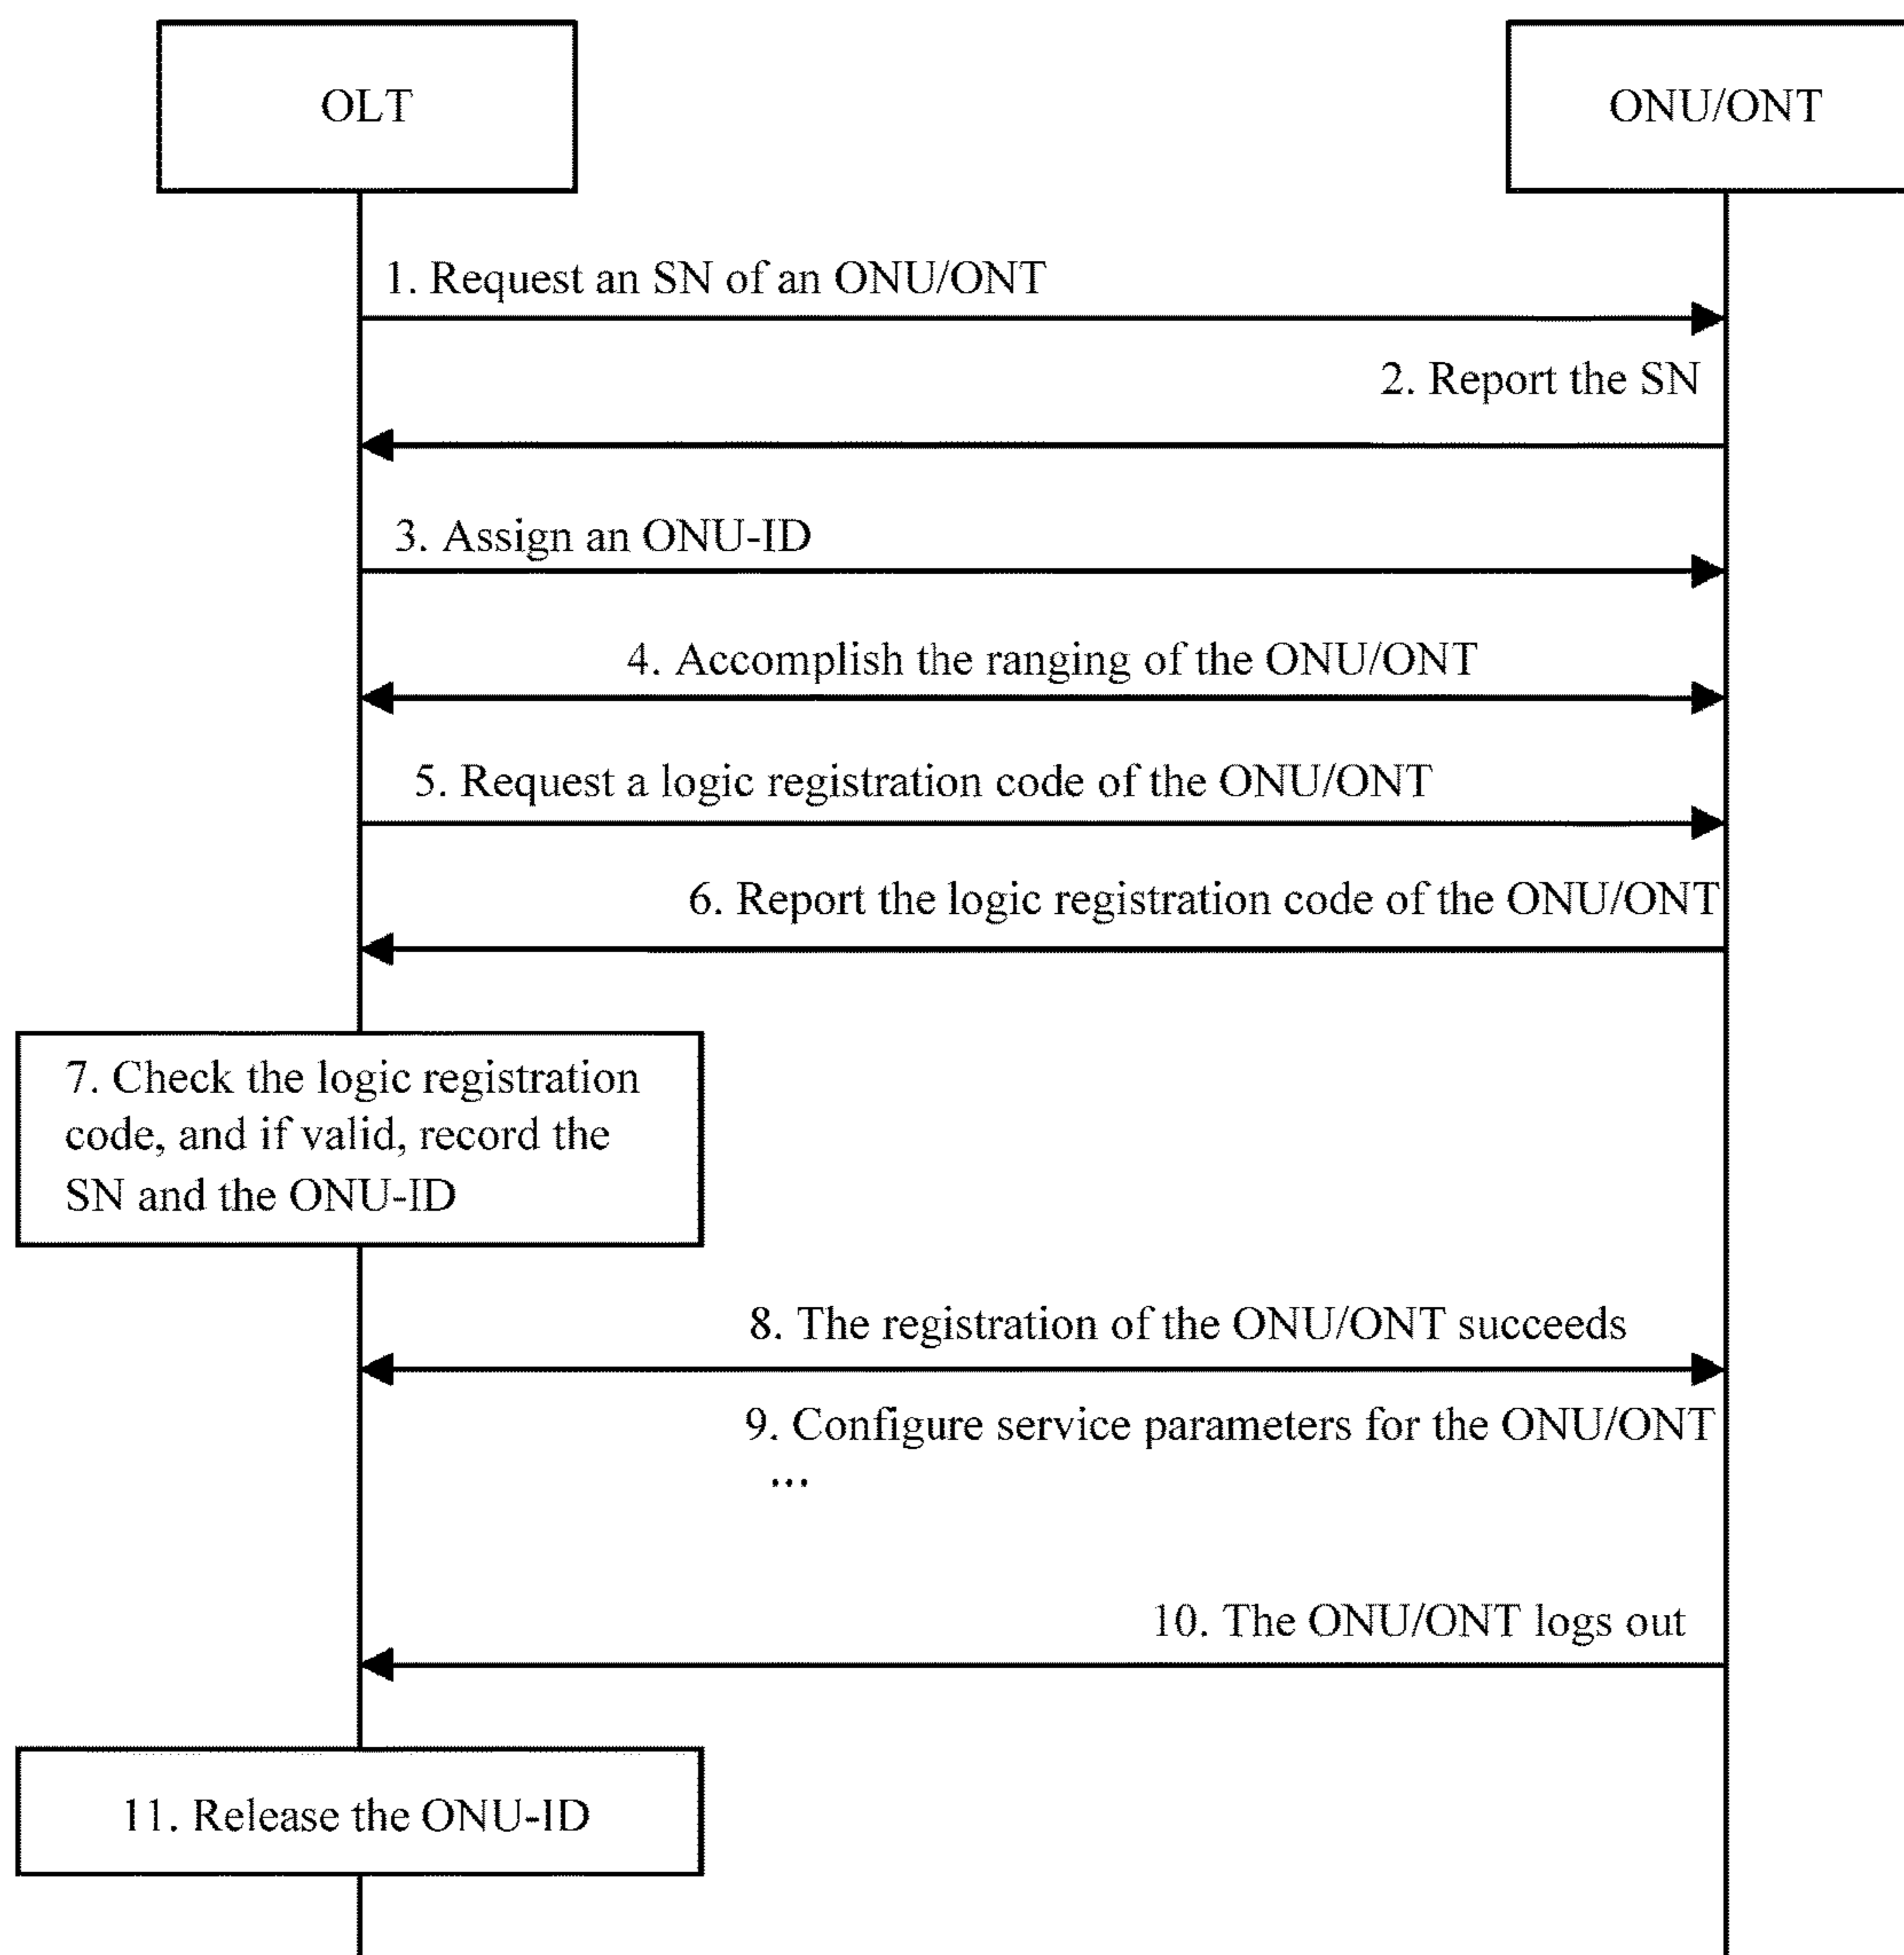 OLT
ONU/ONT
1. Request an SN of an ONU/ONT
2. Report the SN
3. Assign an ONU-ID
4. Accomplish the ranging of the ONU/ONT
5. Request a logic registration code of the ONU/ONT
6. Report the logic registration code of the ONU/ONT
7. Check the logic registration
code, and if valid, record the
SN and the ONU-ID
8. The registration of the ONU/ONT succeeds
9. Configure service parameters for the ONU/ONT
...
10. The ONU/ONT logs out
11. Release the ONU-ID